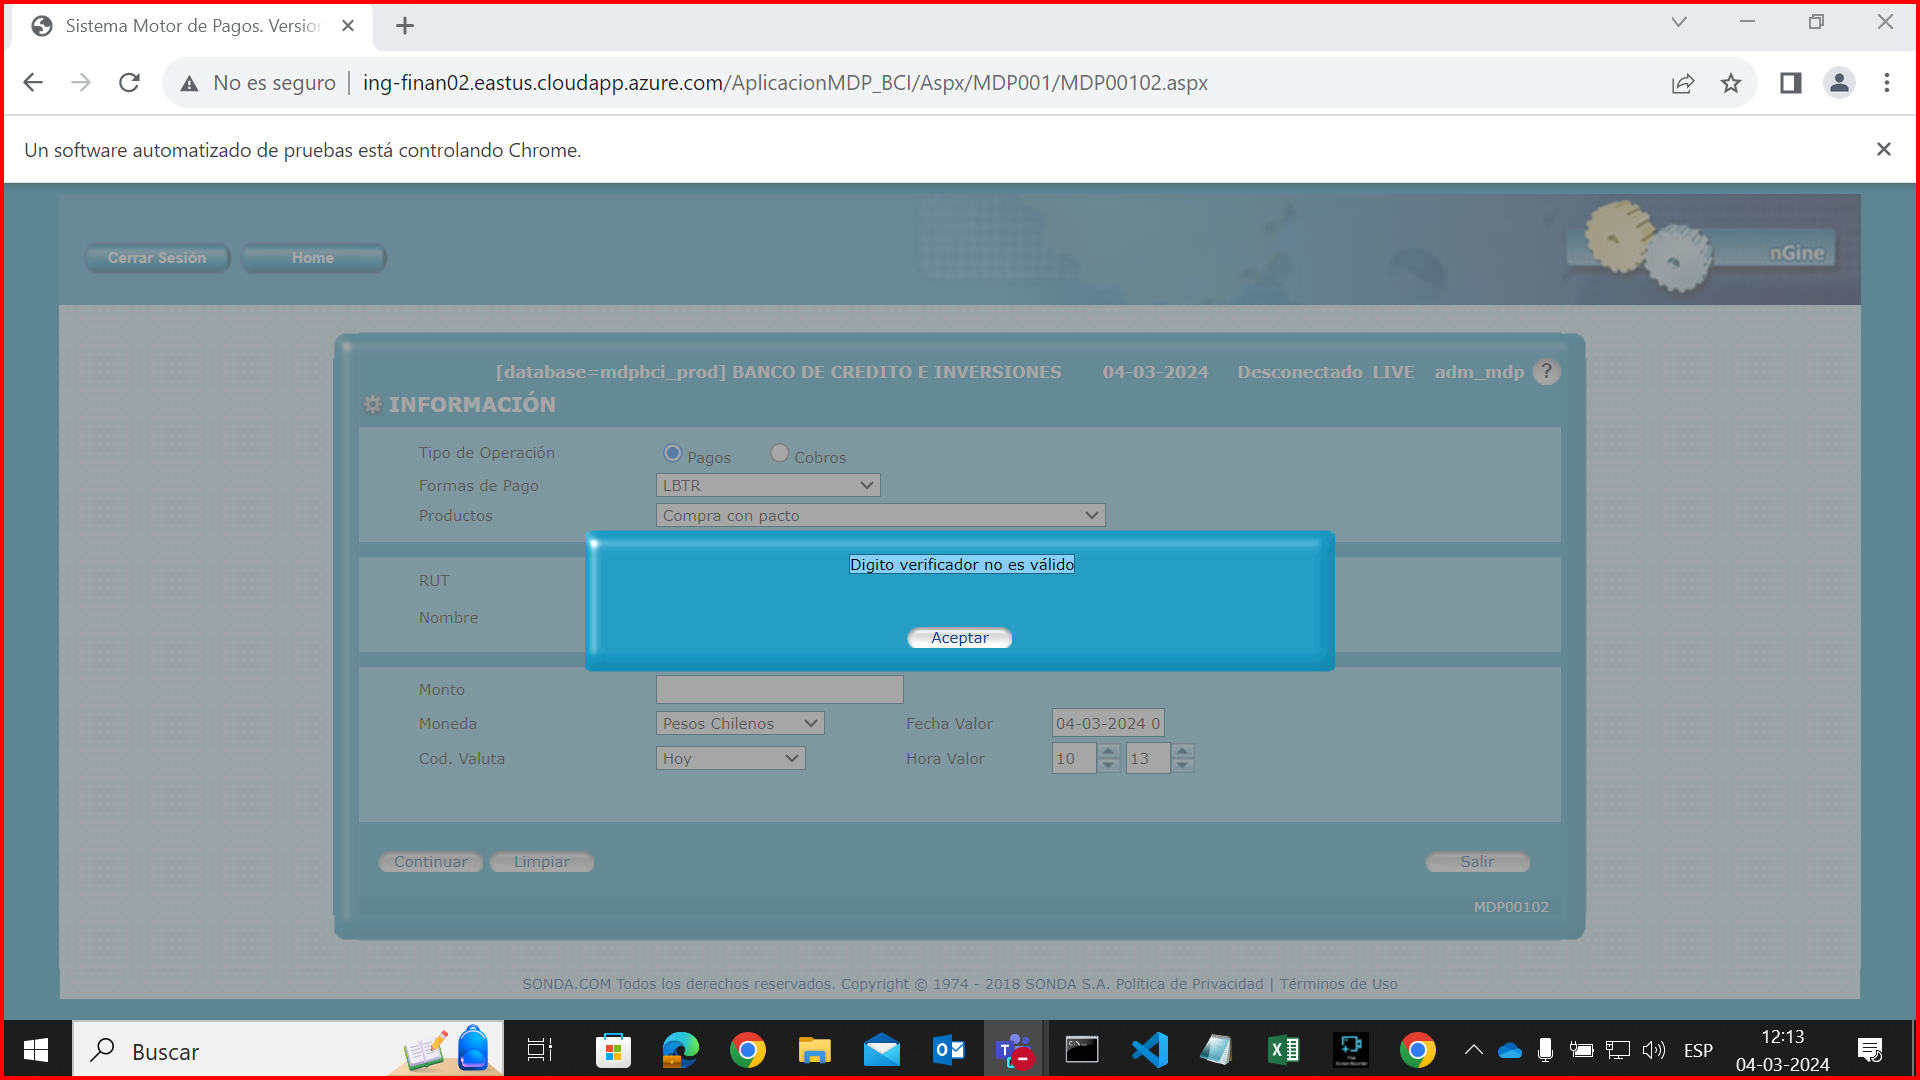 Sistema Motor de Pagos. Version
No es seguro
ing-finan02.eastus.cloudapp.azure.com/AplicacionMDP_BCI/Aspx/MDP001/MDP00102.aspx
Un software automatizado de pruebas está controlando Chrome.
Cerrar Sesión
Home
nGine
[database=mdpbci_prod] BANCO DE CREDITO E INVERSIONES 04-03-2024 Desconectado LIVE adm_mdp ?
INFORMACIÓN
Tipo de Operación Pagos Cobros
Formas de Pago LBTR
Productos Compra con pacto
Digito verificador no es válido
RUT
Nombre
Aceptar
Monto
Moneda Pesos Chilenos Fecha Valor 04-03-2024 0
Cod. Valuta Hoy Hora Valor 10 13
Continuar Limpiar Salir
MDP00102
SONDA.COM Todos los derechos reservados. Copyright © 1974 - 2018 SONDA S.A. Política de Privacidad | Términos de Uso
Buscar
ESP
12:13
04-03-2024